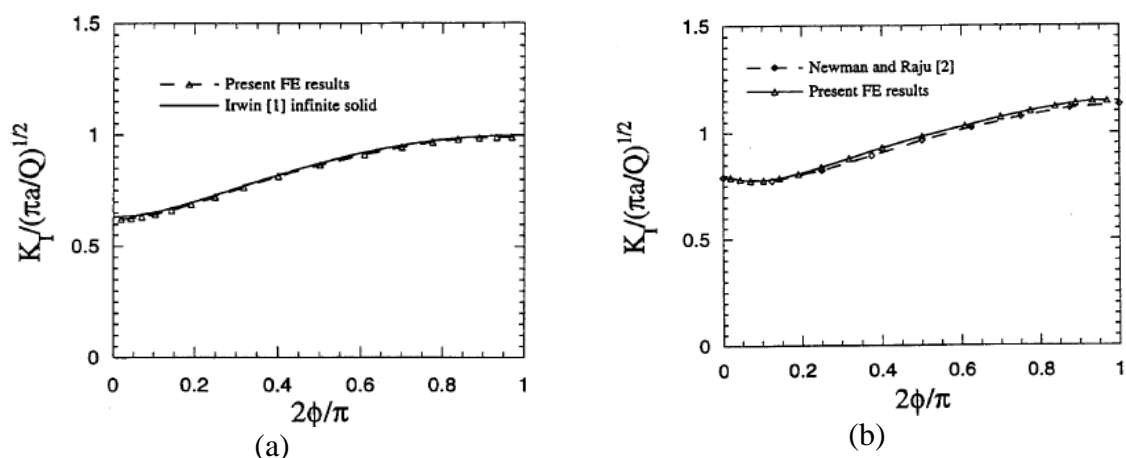 1.5
1
0.5
0
K_I/(πa/Q)^{1/2}
Present FE results
Irwin [1] infinite solid
0 0.2 0.4 0.6 0.8 1
2ϕ/π
(a)
1.5
1
0.5
0
K_I/(πa/Q)^{1/2}
Newman and Raju [2]
Present FE results
0 0.2 0.4 0.6 0.8 1
2ϕ/π
(b)